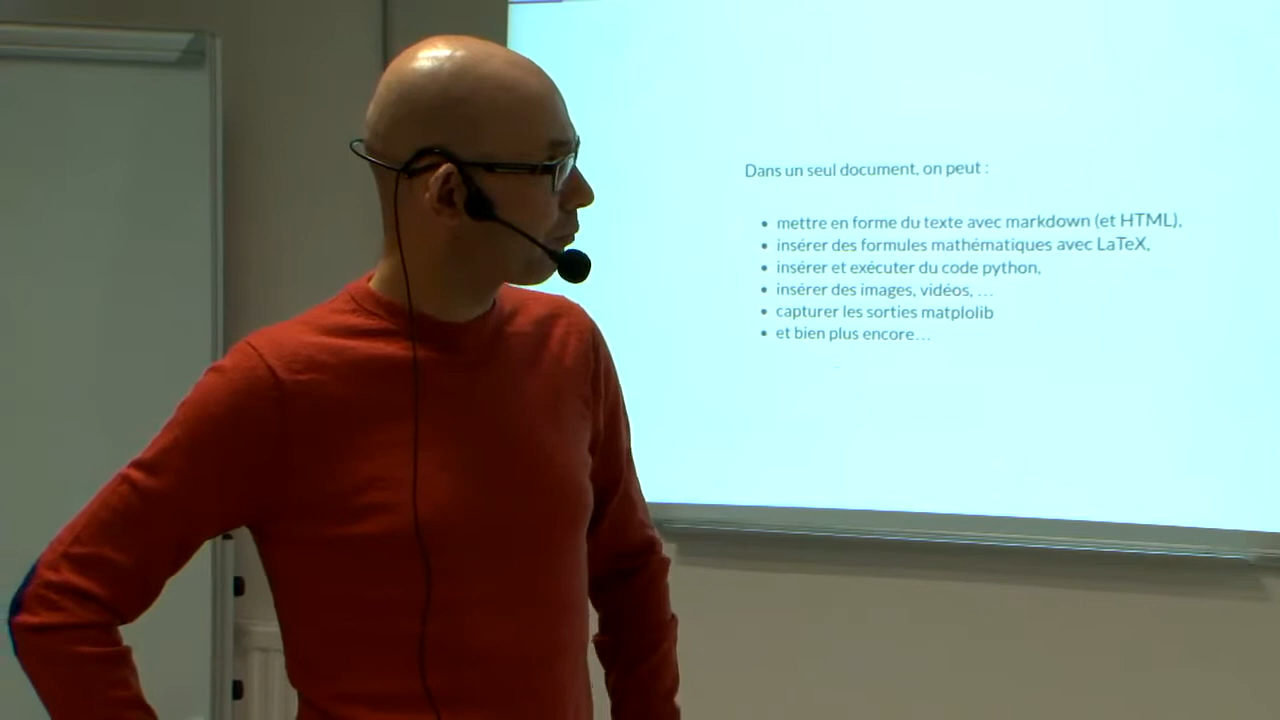 Dans un seul document, on peut :
• mettre en forme du texte avec markdown (et HTML),
• insérer des formules mathématiques avec LaTeX,
• insérer et exécuter du code python,
• insérer des images, vidéos, …
• capturer les sorties matplolib
• et bien plus encore…